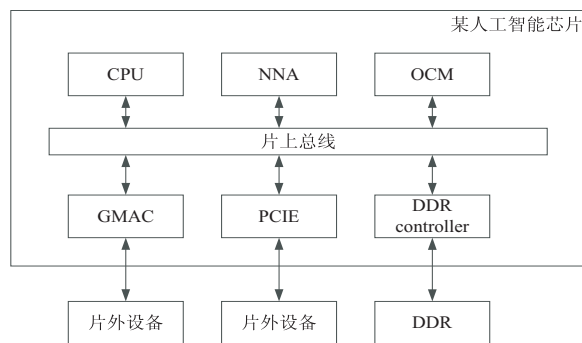 某人工智能芯片
CPU
NNA
OCM
片上总线
GMAC
PCIE
DDR
controller
片外设备
片外设备
DDR